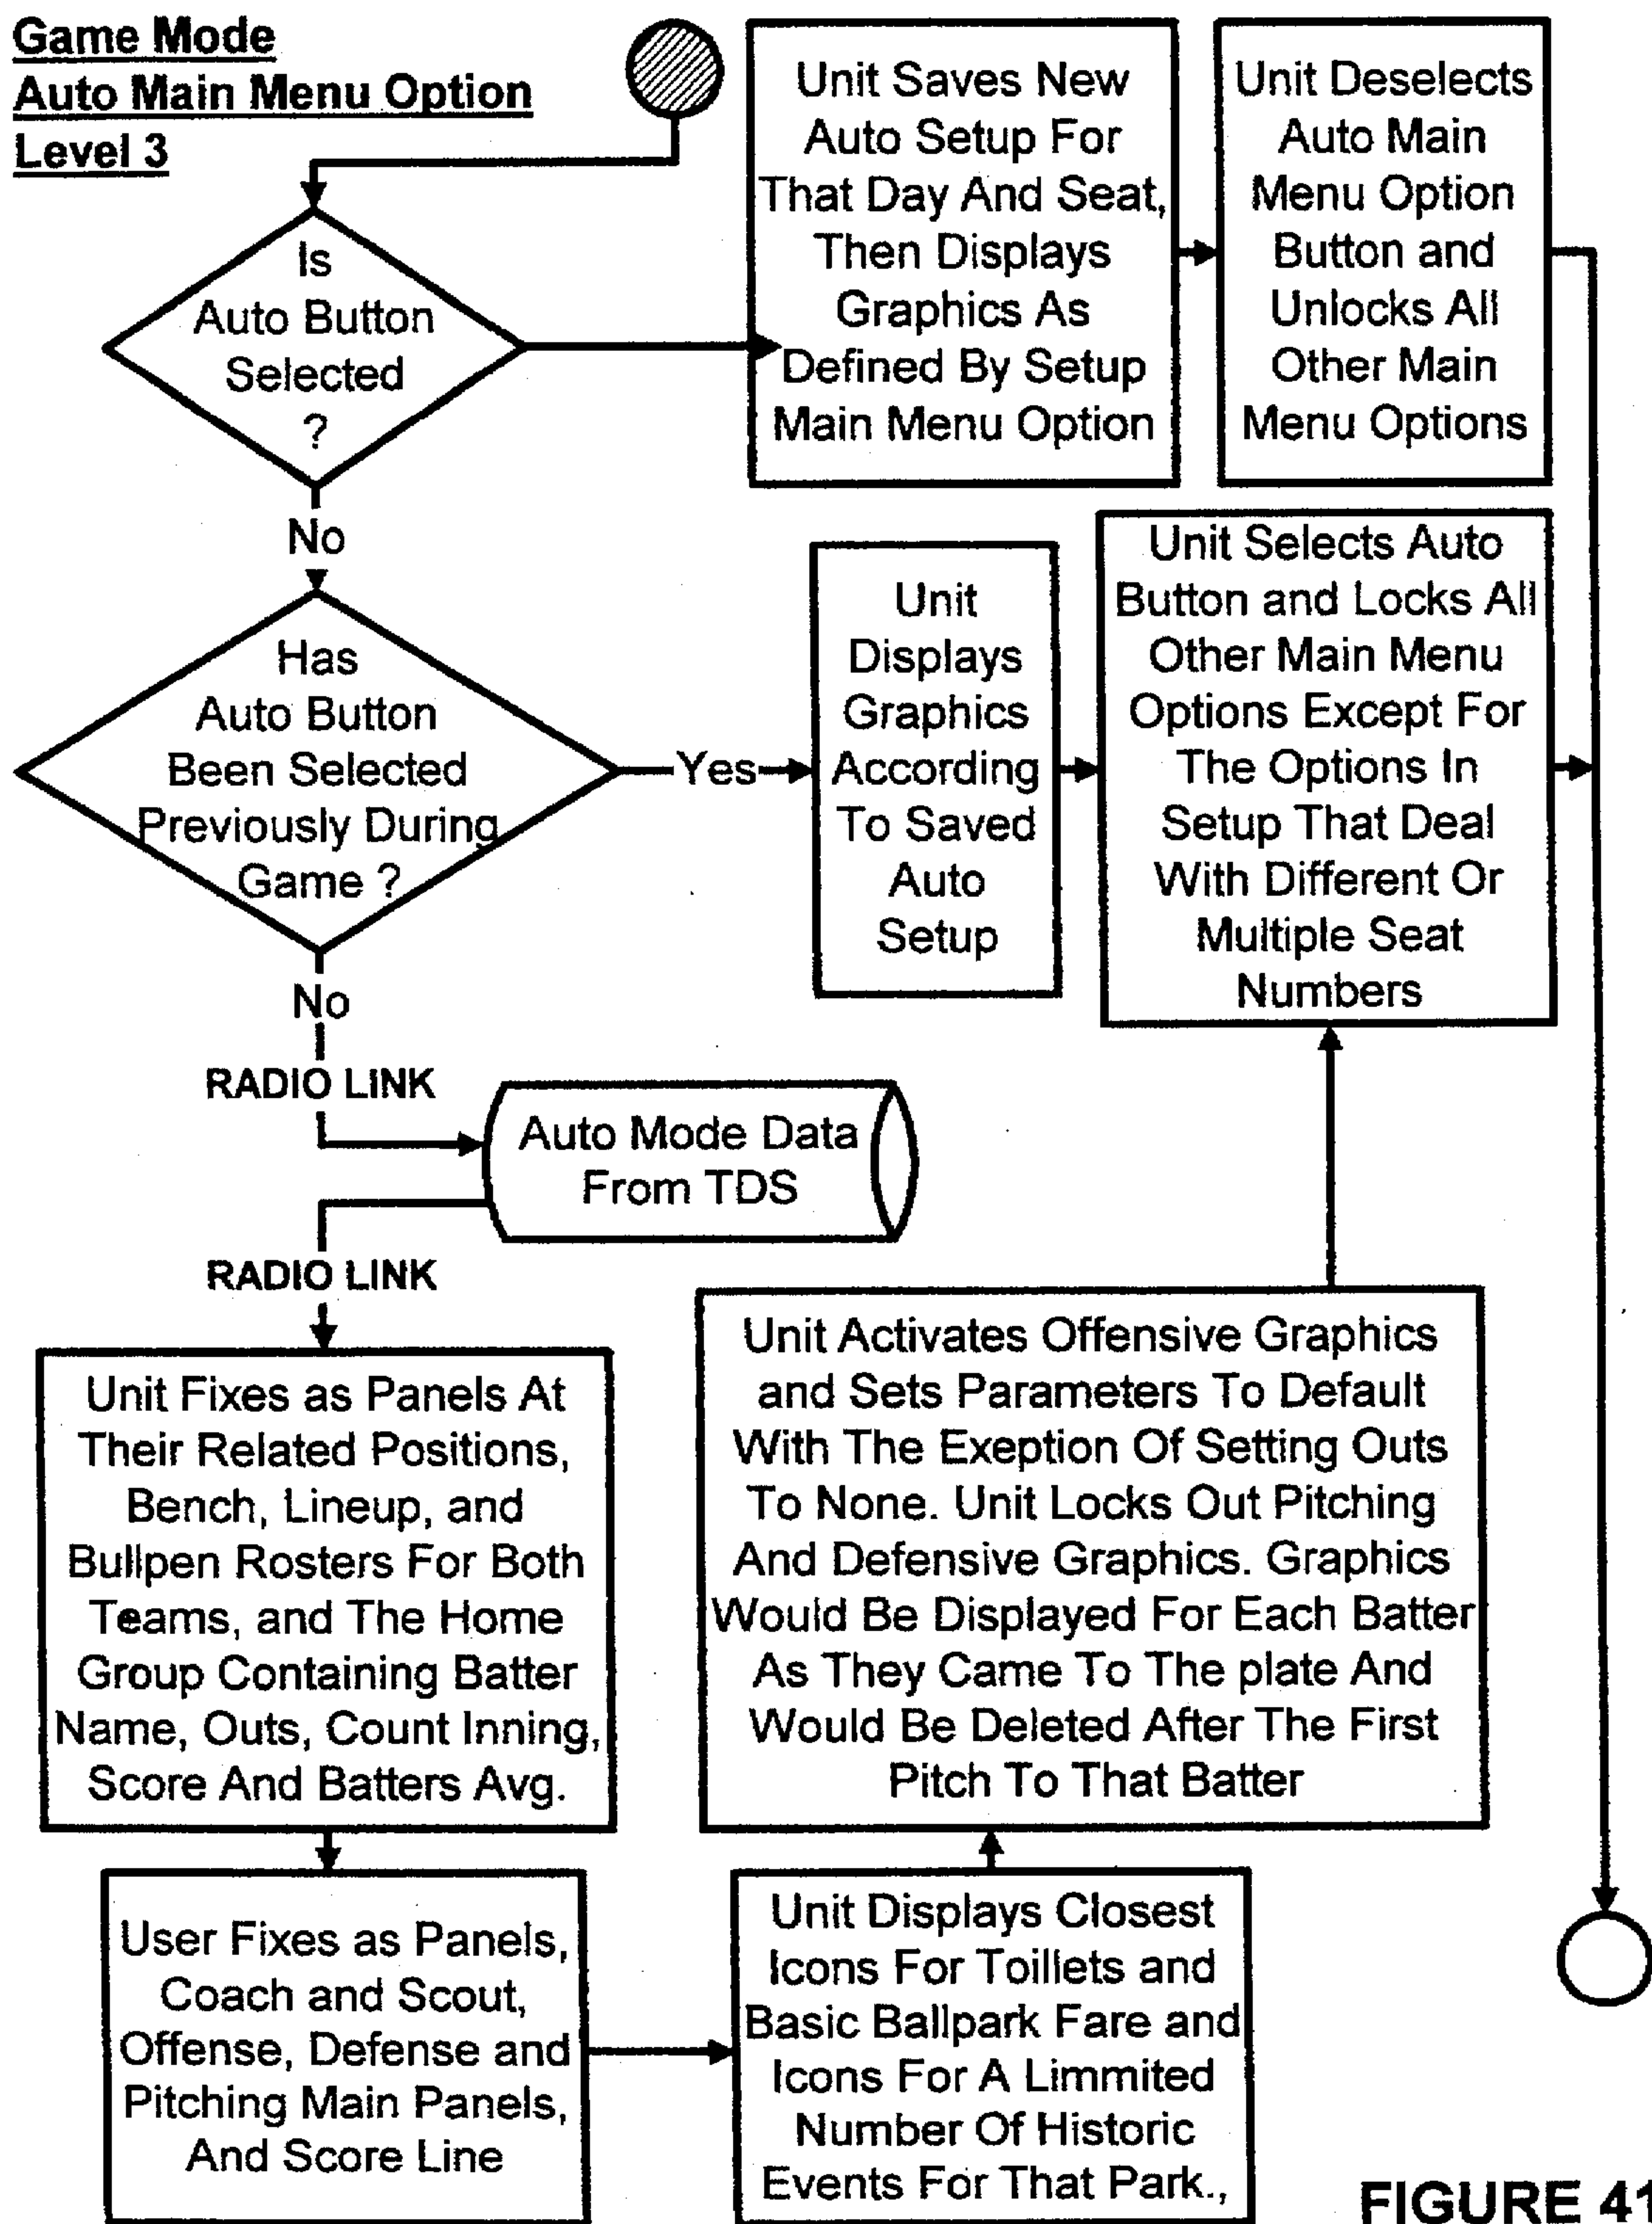 Game Mode
Auto Main Menu Option
Level 3
Is
Auto Button
Selected
?
Unit Saves New
Auto Setup For
That Day And Seat,
Then Displays
Graphics As
Defined By Setup
Main Menu Option
Unit Deselects
Auto Main
Menu Option
Button and
Unlocks All
Other Main
Menu Options
No
Has
Auto Button
Been Selected
Previously During
Game ?
Yes
Unit
Displays
Graphics
According
To Saved
Auto
Setup
Unit Selects Auto
Button and Locks All
Other Main Menu
Options Except For
The Options In
Setup That Deal
With Different Or
Multiple Seat
Numbers
No
RADIO LINK
Auto Mode Data
From TDS
RADIO LINK
Unit Fixes as Panels At
Their Related Positions,
Bench, Lineup, and
Bullpen Rosters For Both
Teams, and The Home
Group Containing Batter
Name, Outs, Count Inning,
Score And Batters Avg.
User Fixes as Panels,
Coach and Scout,
Offense, Defense and
Pitching Main Panels,
And Score Line
Unit Displays Closest
Icons For Toillets and
Basic Ballpark Fare and
Icons For A Limmited
Number Of Historic
Events For That Park.,
Unit Activates Offensive Graphics
and Sets Parameters To Default
With The Exeption Of Setting Outs
To None. Unit Locks Out Pitching
And Defensive Graphics. Graphics
Would Be Displayed For Each Batter
As They Came To The plate And
Would Be Deleted After The First
Pitch To That Batter
FIGURE 41